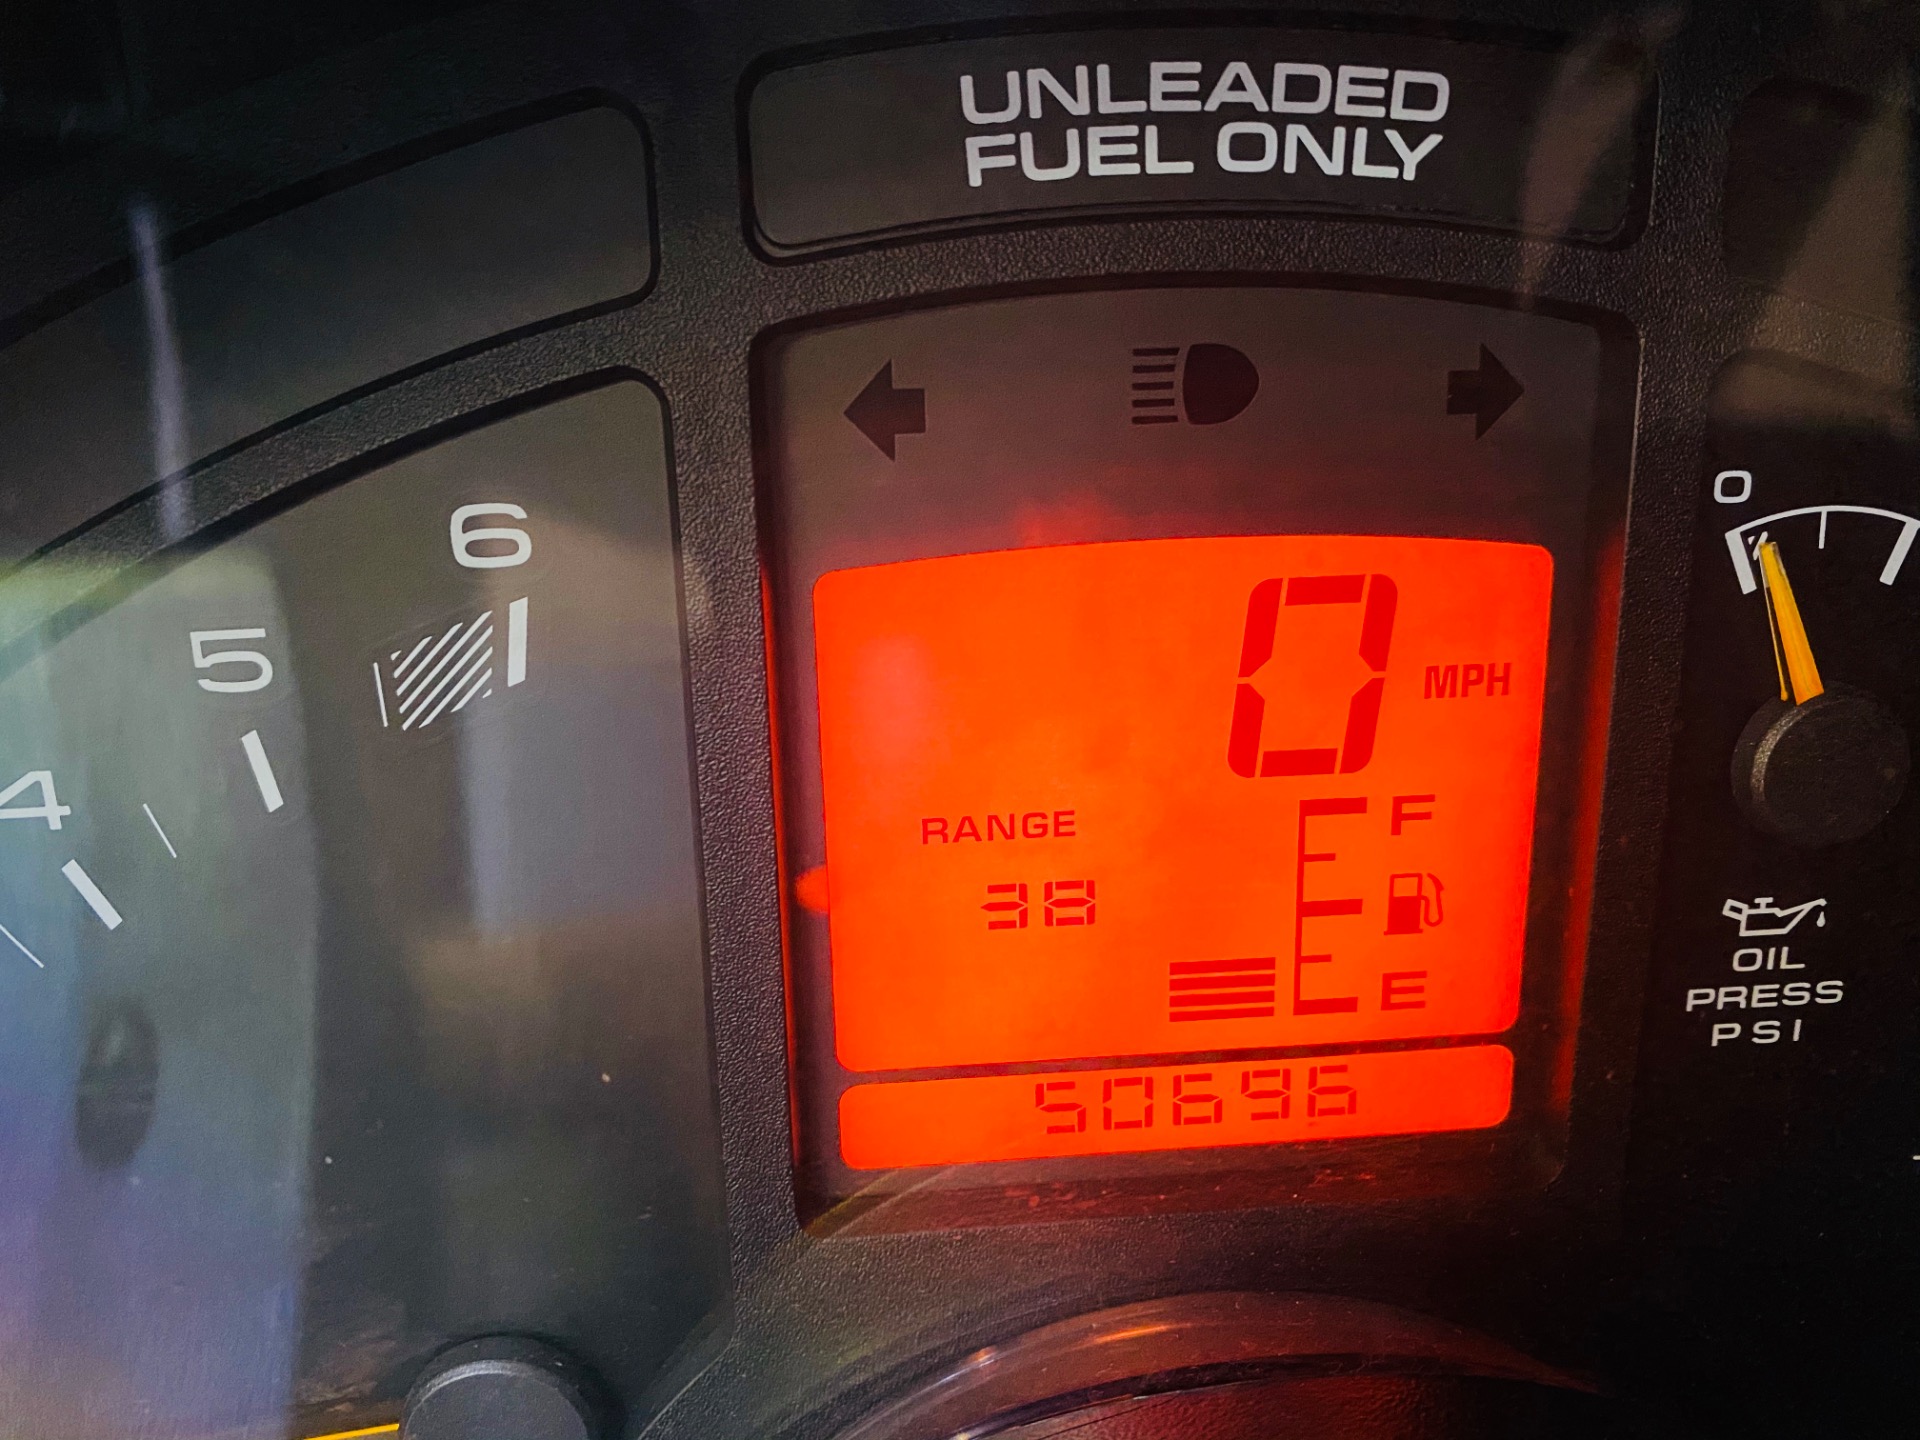 UNLEADED
FUEL ONLY
6
5
4
0
0
MPH
RANGE
38
F
E
50696
OIL
PRESS
PSI